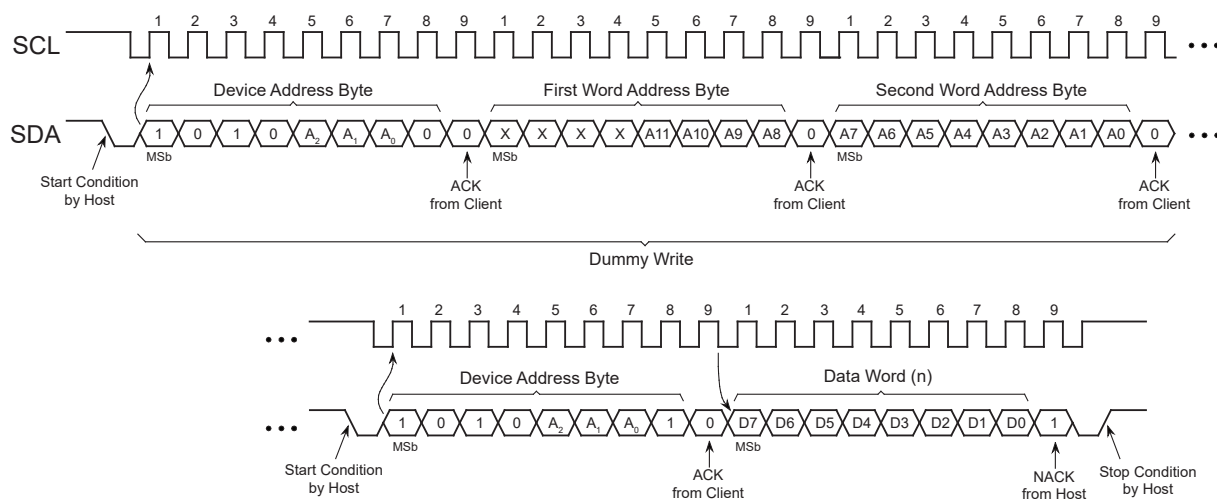 1 2 3 4 5 6 7 8 9 1 2 3 4 5 6 7 8 9 1 2 3 4 5 6 7 8 9
SCL
Device Address Byte First Word Address Byte Second Word Address Byte
SDA 1 0 1 0 A2 A1 A0 0 0 X X X X A11 A10 A9 A8 0 A7 A6 A5 A4 A3 A2 A1 A0 0
MSb MSb MSb
Start Condition
by Host
ACK
from Client
ACK
from Client
ACK
from Client
Dummy Write
1 2 3 4 5 6 7 8 9 1 2 3 4 5 6 7 8 9
Device Address Byte Data Word (n)
1 0 1 0 A2 A1 A0 1 0 D7 D6 D5 D4 D3 D2 D1 D0 1
MSb MSb
Start Condition
by Host
ACK
from Client
NACK
from Host
Stop Condition
by Host